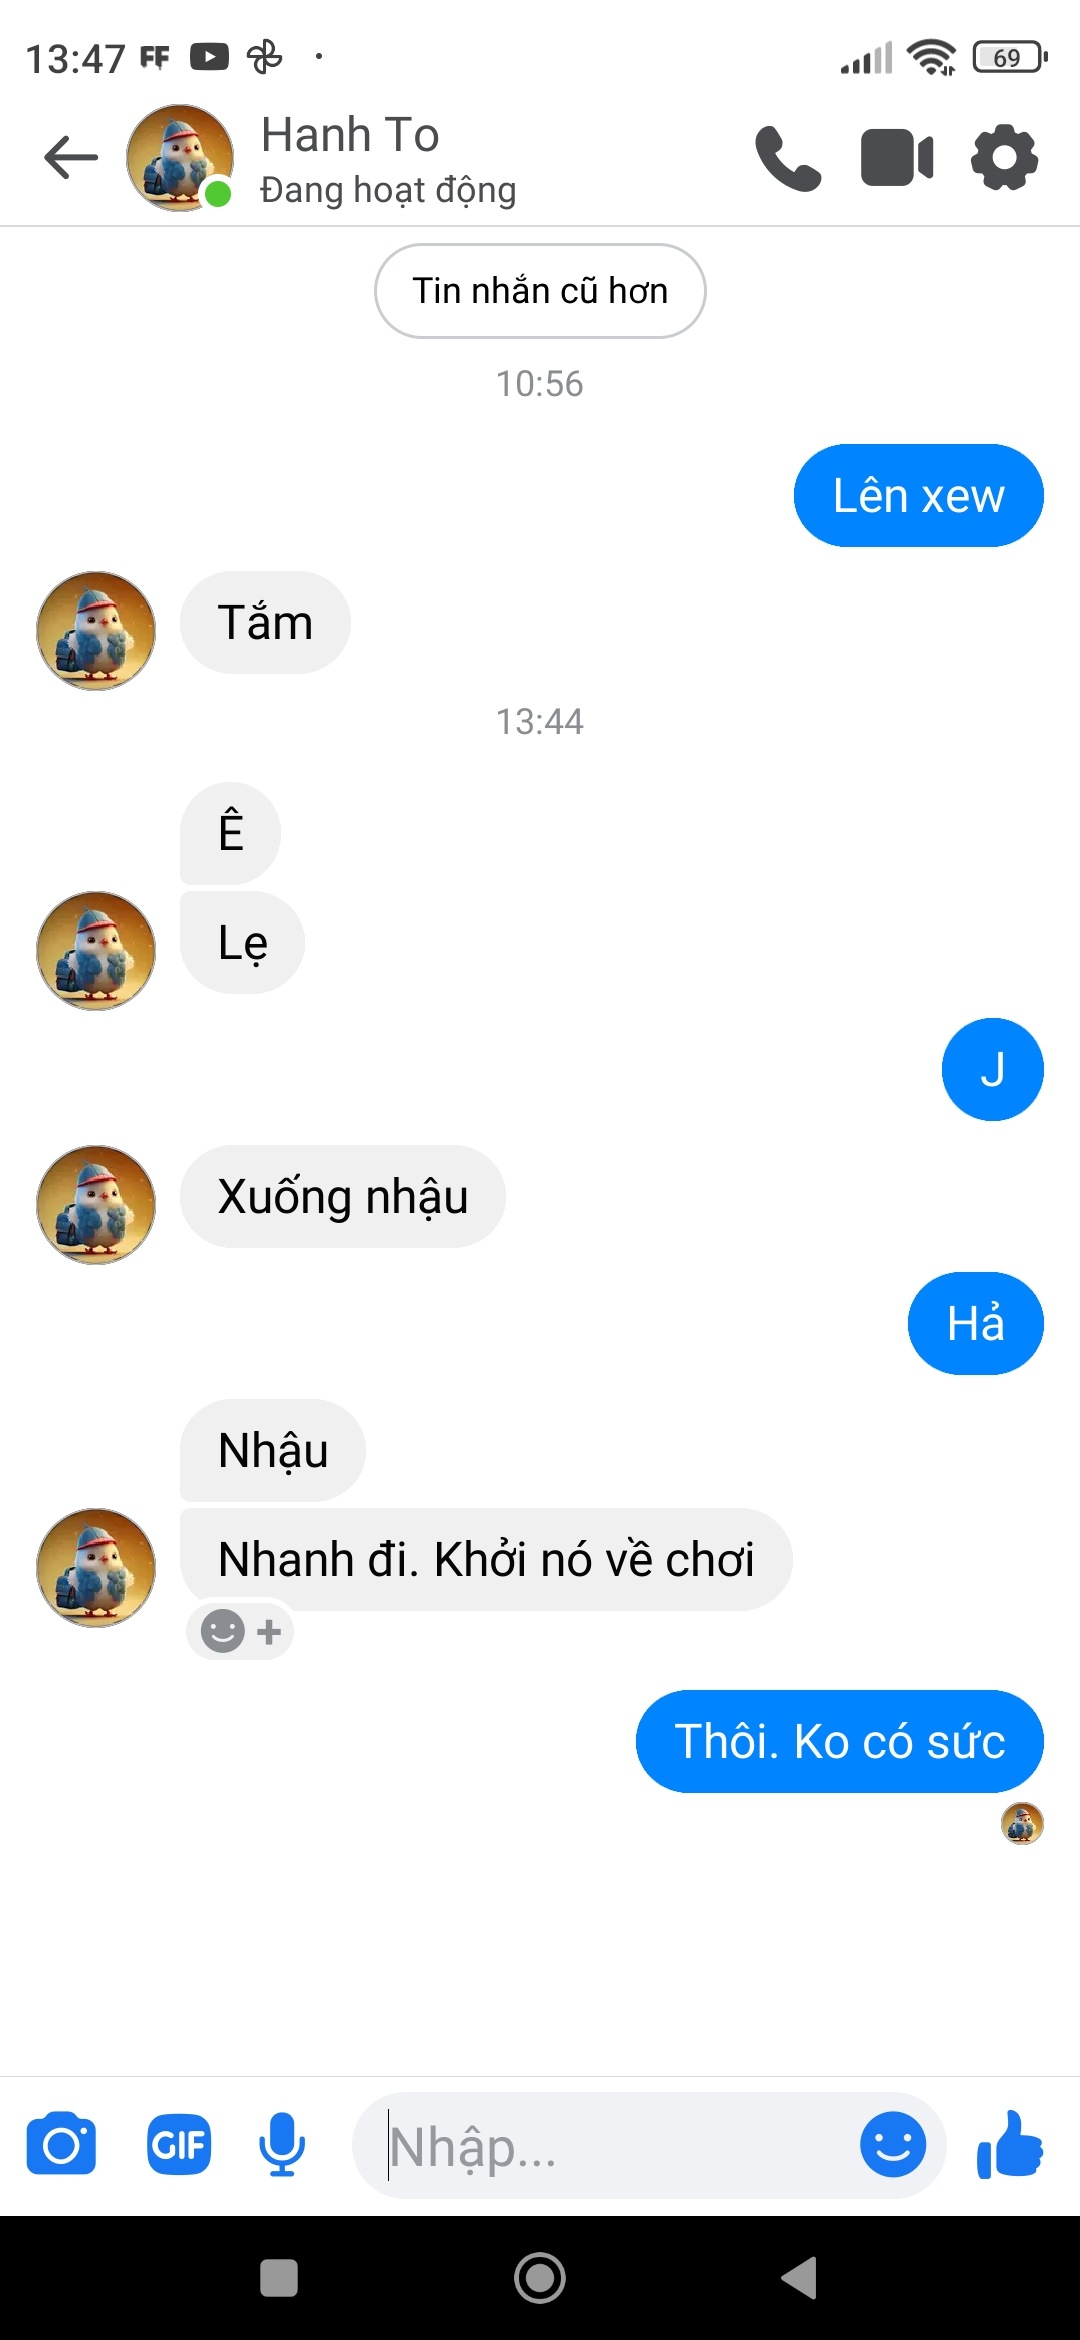 13:47 FF
69
Hanh To
Đang hoạt động
Tin nhắn cũ hơn
10:56
Lên xew
Tắm
13:44
Ê
Lẹ
J
Xuống nhậu
Hả
Nhậu
Nhanh đi. Khởi nó về chơi
Thôi. Ko có sức
GIF
Nhập...